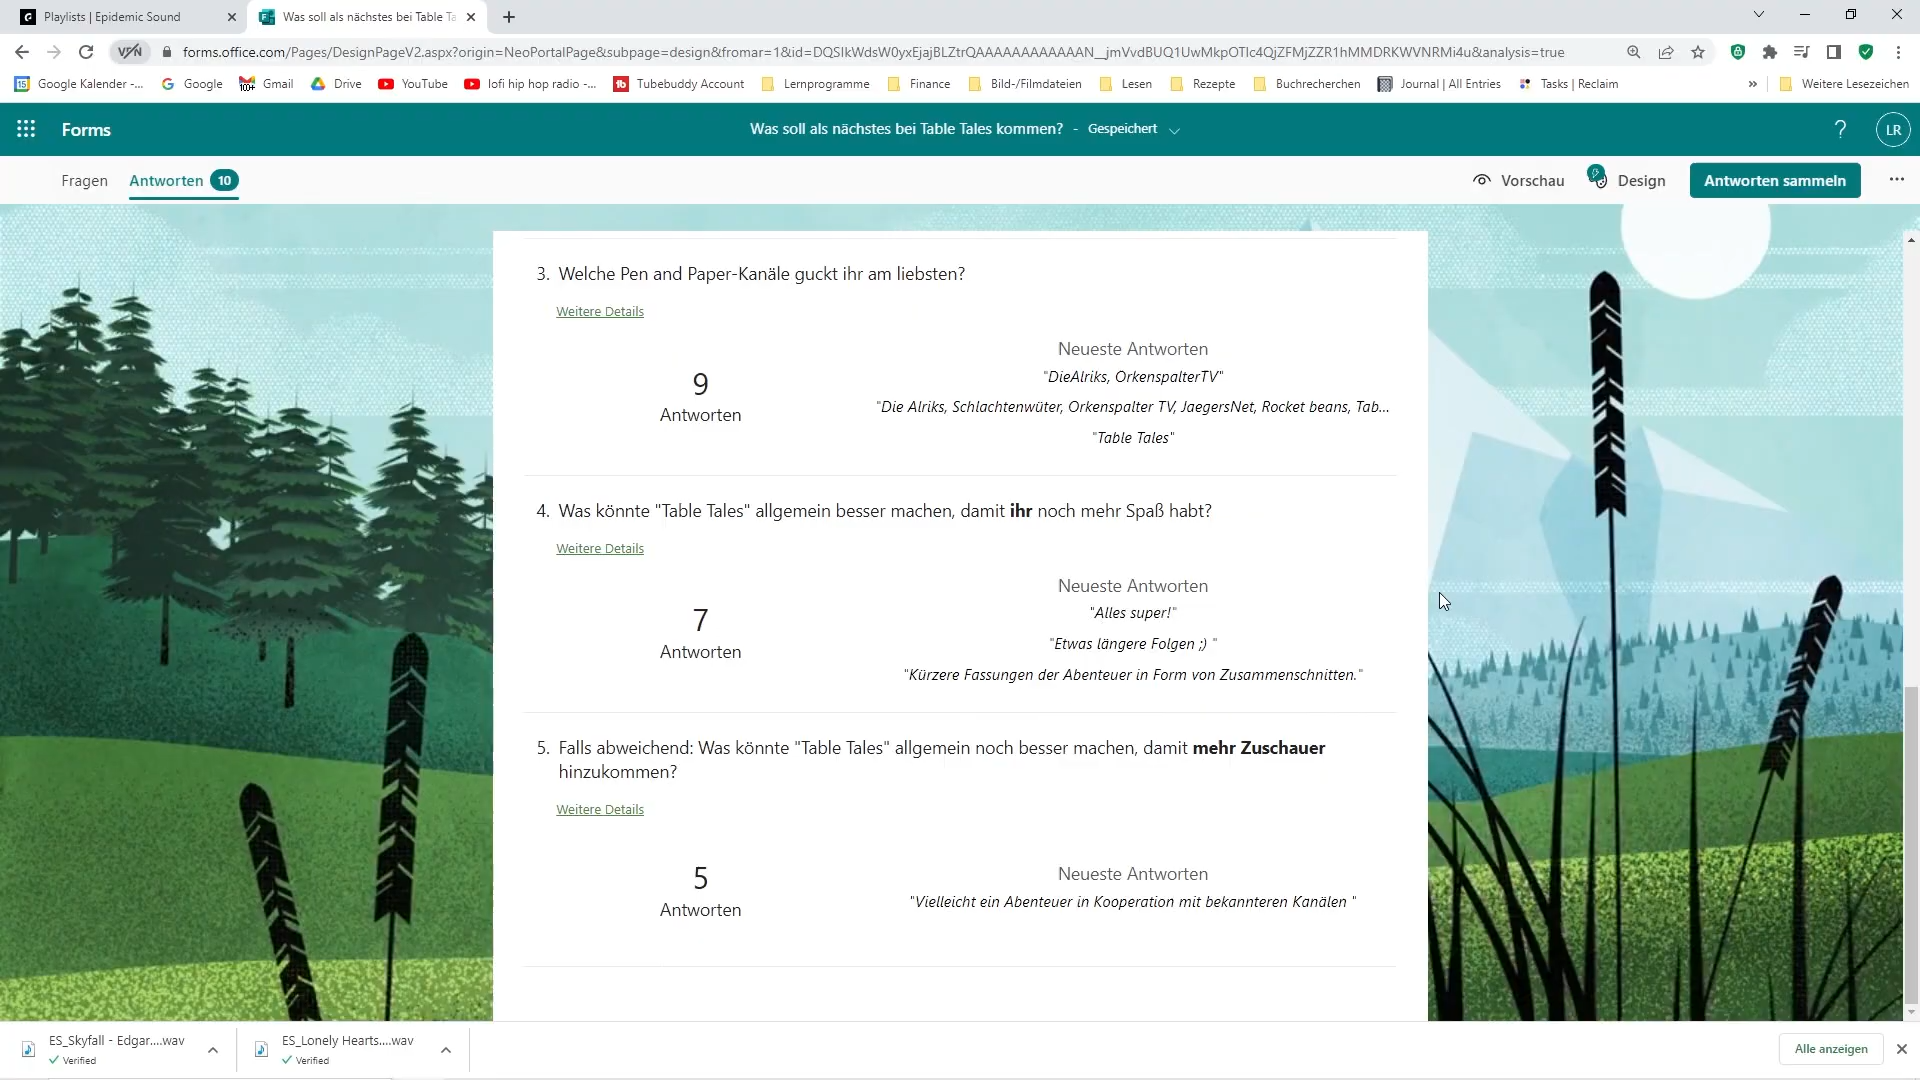 Playlists | Epidemic Sound
Was soll als nächstes bei Table Ta
VPN
forms.office.com/Pages/DesignPageV2.aspx?origin=NeoPortalPage&subpage=design&fromar=1&id=DQSIkWdsW0yxEjajBLZtrQAAAAAAAAAAAAN__jmVvdBUQ1UwMkpOTlc4QjZFMjZZR1hMMDRKWVNRMi4u&analysis=true
Google Kalender -...
Google
Gmail
Drive
YouTube
lofi hip hop radio -...
Tubebuddy Account
Lernprogramme
Finance
Bild-/Filmdateien
Lesen
Rezepte
Buchrecherchen
Journal | All Entries
Tasks | Reclaim
»
Weitere Lesezeichen
Forms
Was soll als nächstes bei Table Tales kommen? - Gespeichert
?
LR
Fragen
Antworten 10
Vorschau
Design
Antworten sammeln
3. Welche Pen and Paper-Kanäle guckt ihr am liebsten?
Weitere Details
9
Antworten
Neueste Antworten
"DieAlriks, OrkenspalterTV"
"Die Alriks, Schlachtenwüter, Orkenspalter TV, JaegersNet, Rocket beans, Tab...
"Table Tales"
4. Was könnte "Table Tales" allgemein besser machen, damit ihr noch mehr Spaß habt?
Weitere Details
7
Antworten
Neueste Antworten
"Alles super!"
"Etwas längere Folgen ;) "
"Kürzere Fassungen der Abenteuer in Form von Zusammenschnitten."
5. Falls abweichend: Was könnte "Table Tales" allgemein noch besser machen, damit mehr Zuschauer
hinzukommen?
Weitere Details
5
Antworten
Neueste Antworten
"Vielleicht ein Abenteuer in Kooperation mit bekannteren Kanälen "
ES_Skyfall - Edgar....wav
Verified
ES_Lonely Hearts....wav
Verified
Alle anzeigen